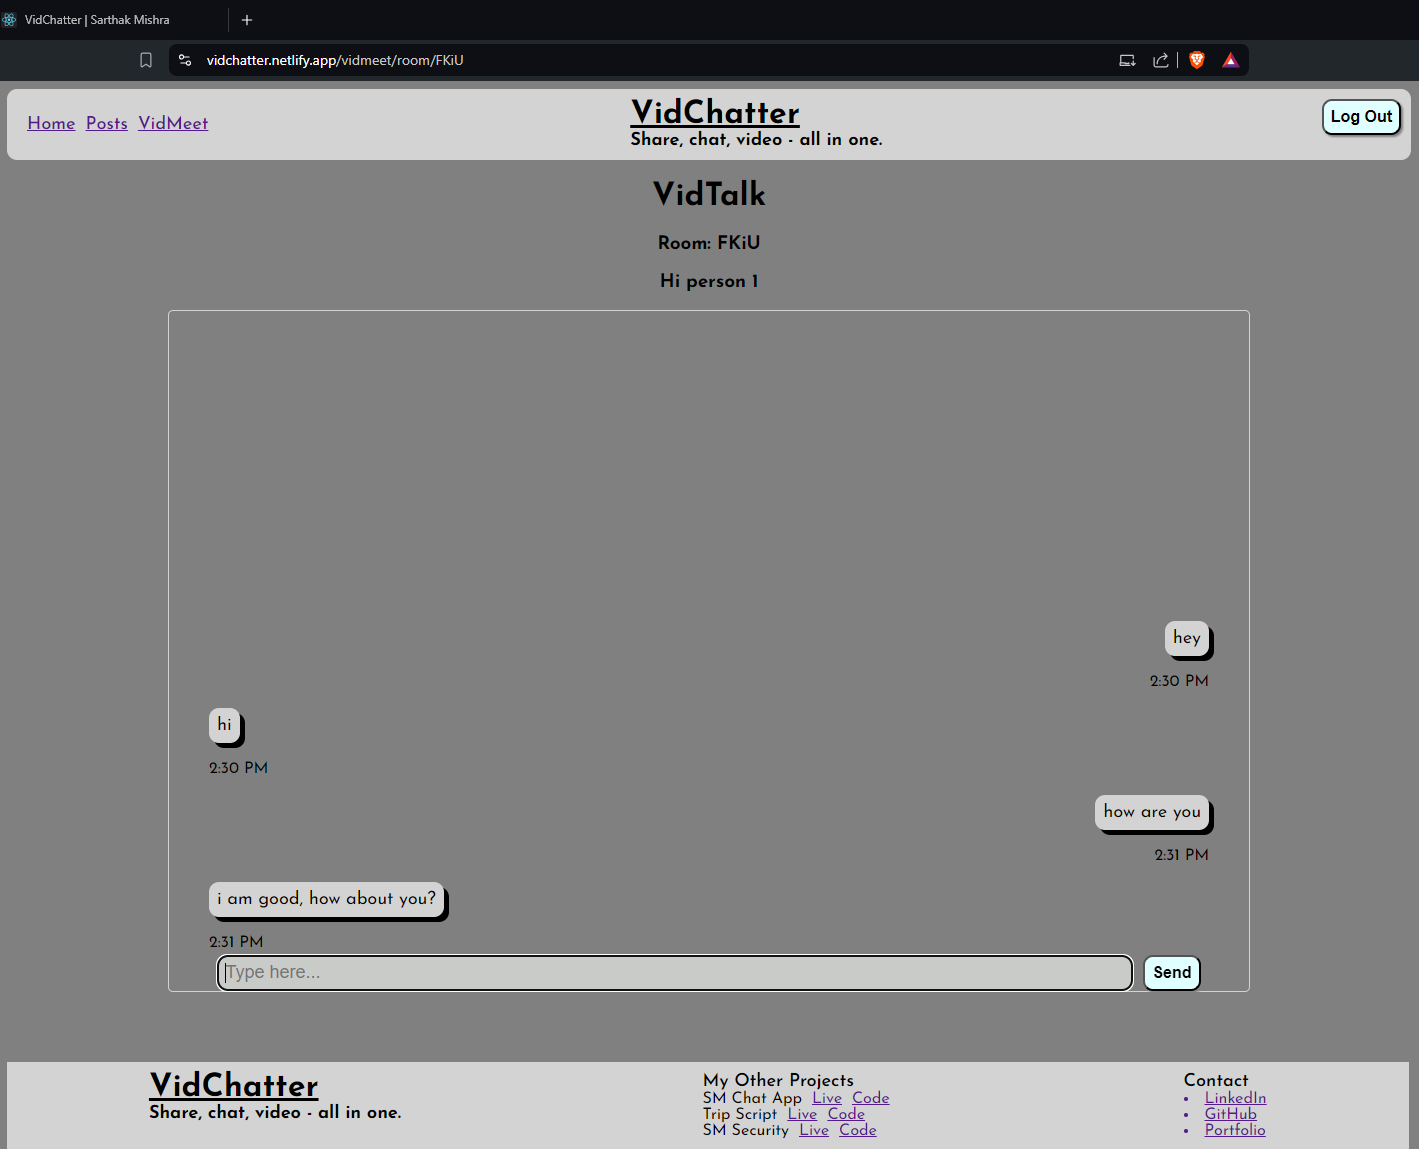 VidChatter | Sarthak Mishra
vidchatter.netlify.app/vidmeet/room/FKiU
Home Posts VidMeet
VidChatter
Share, chat, video - all in one.
Log Out
VidTalk
Room: FKiU
Hi person 1
hey
2:30 PM
hi
2:30 PM
how are you
2:31 PM
i am good, how about you?
2:31 PM
Type here...
Send
VidChatter
Share, chat, video - all in one.
My Other Projects
SM Chat App Live Code
Trip Script Live Code
SM Security Live Code
Contact
LinkedIn
GitHub
Portfolio